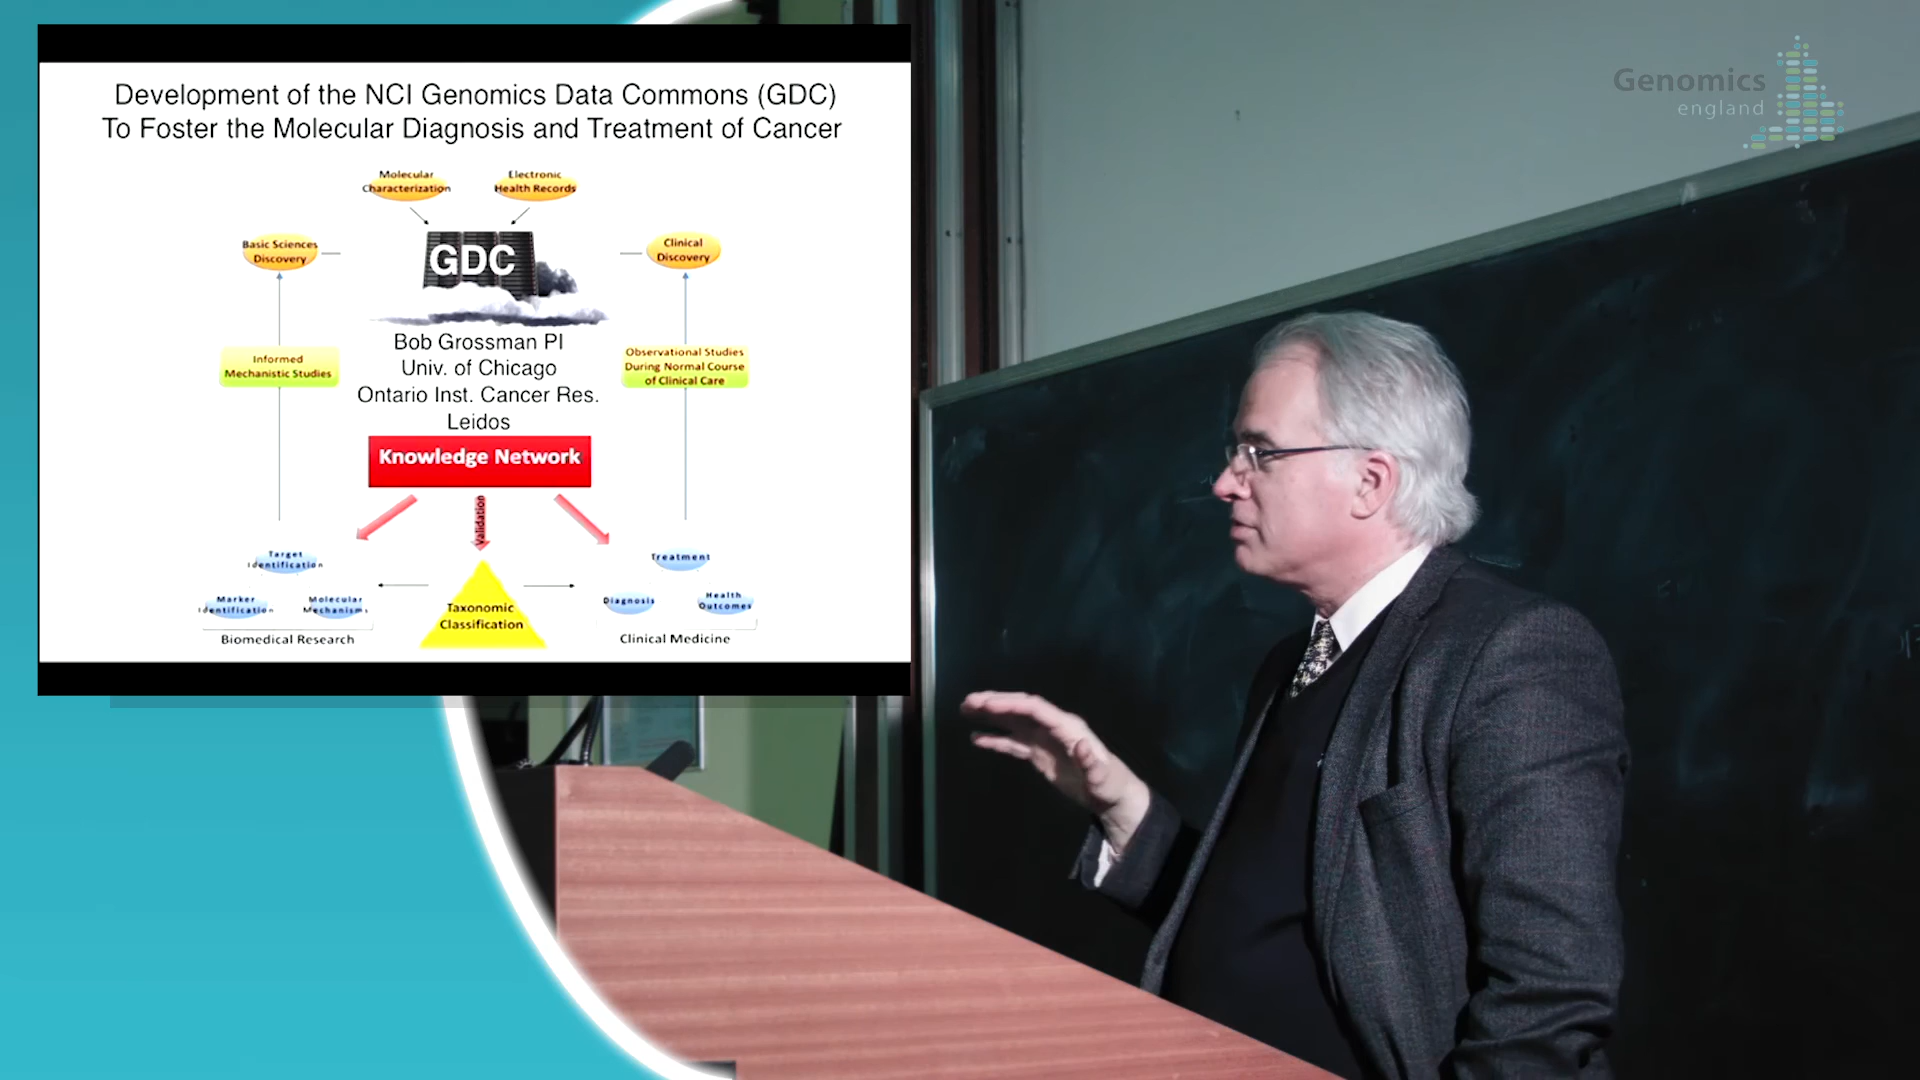 Development of the NCI Genomics Data Commons (GDC)
To Foster the Molecular Diagnosis and Treatment of Cancer
Molecular
Characterization
Electronic
Health Records
Basic Sciences
Discovery
GDC
Clinical
Discovery
Bob Grossman PI
Univ. of Chicago
Ontario Inst. Cancer Res.
Leidos
Informed
Mechanistic Studies
Observational Studies
During Normal Course
of Clinical Care
Knowledge Network
Validation
Target
Identification
Marker
Identification
Molecular
Mechanisms
Biomedical Research
Taxonomic
Classification
Treatment
Diagnosis
Health
Outcomes
Clinical Medicine
Genomics
england